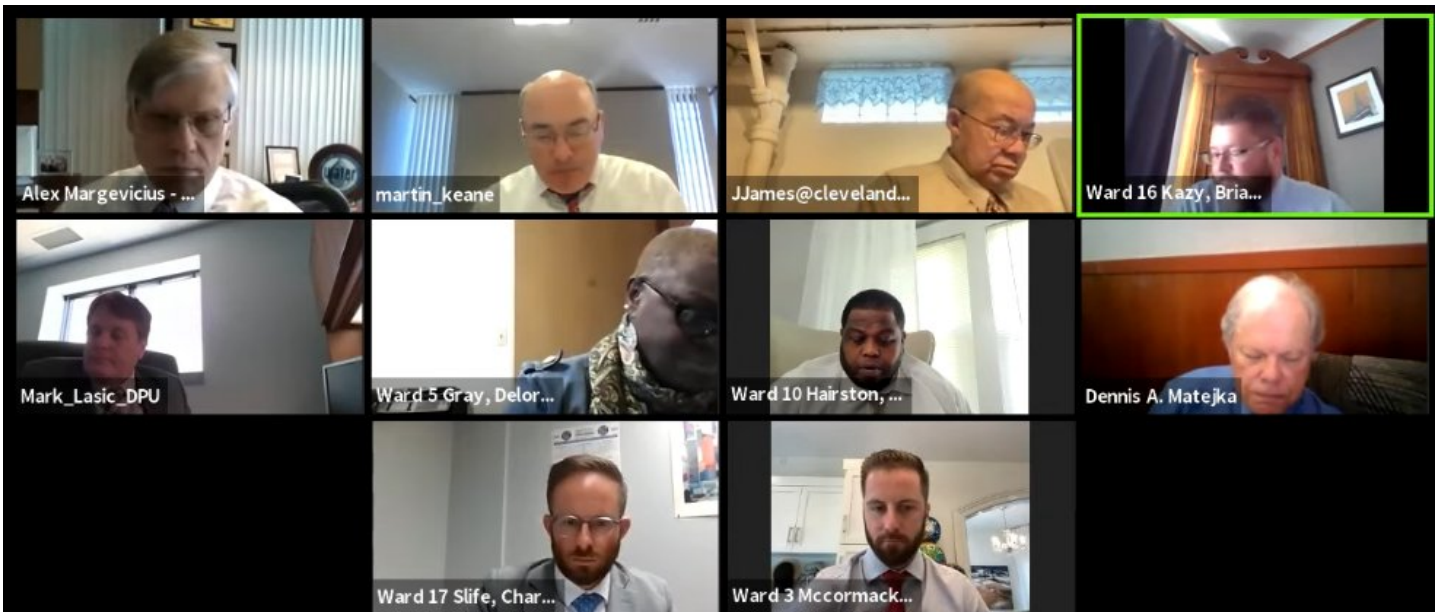 Alex Margevicius - ...
martin_keane
JJames@cleveland...
Ward 16 Kazy, Bria...
water
Mark_Lasic_DPU
Ward 5 Gray, Delor...
Ward 10 Hairston, ...
Dennis A. Matejka
Ward 17 Slife, Char...
Ward 3 Mccormack...